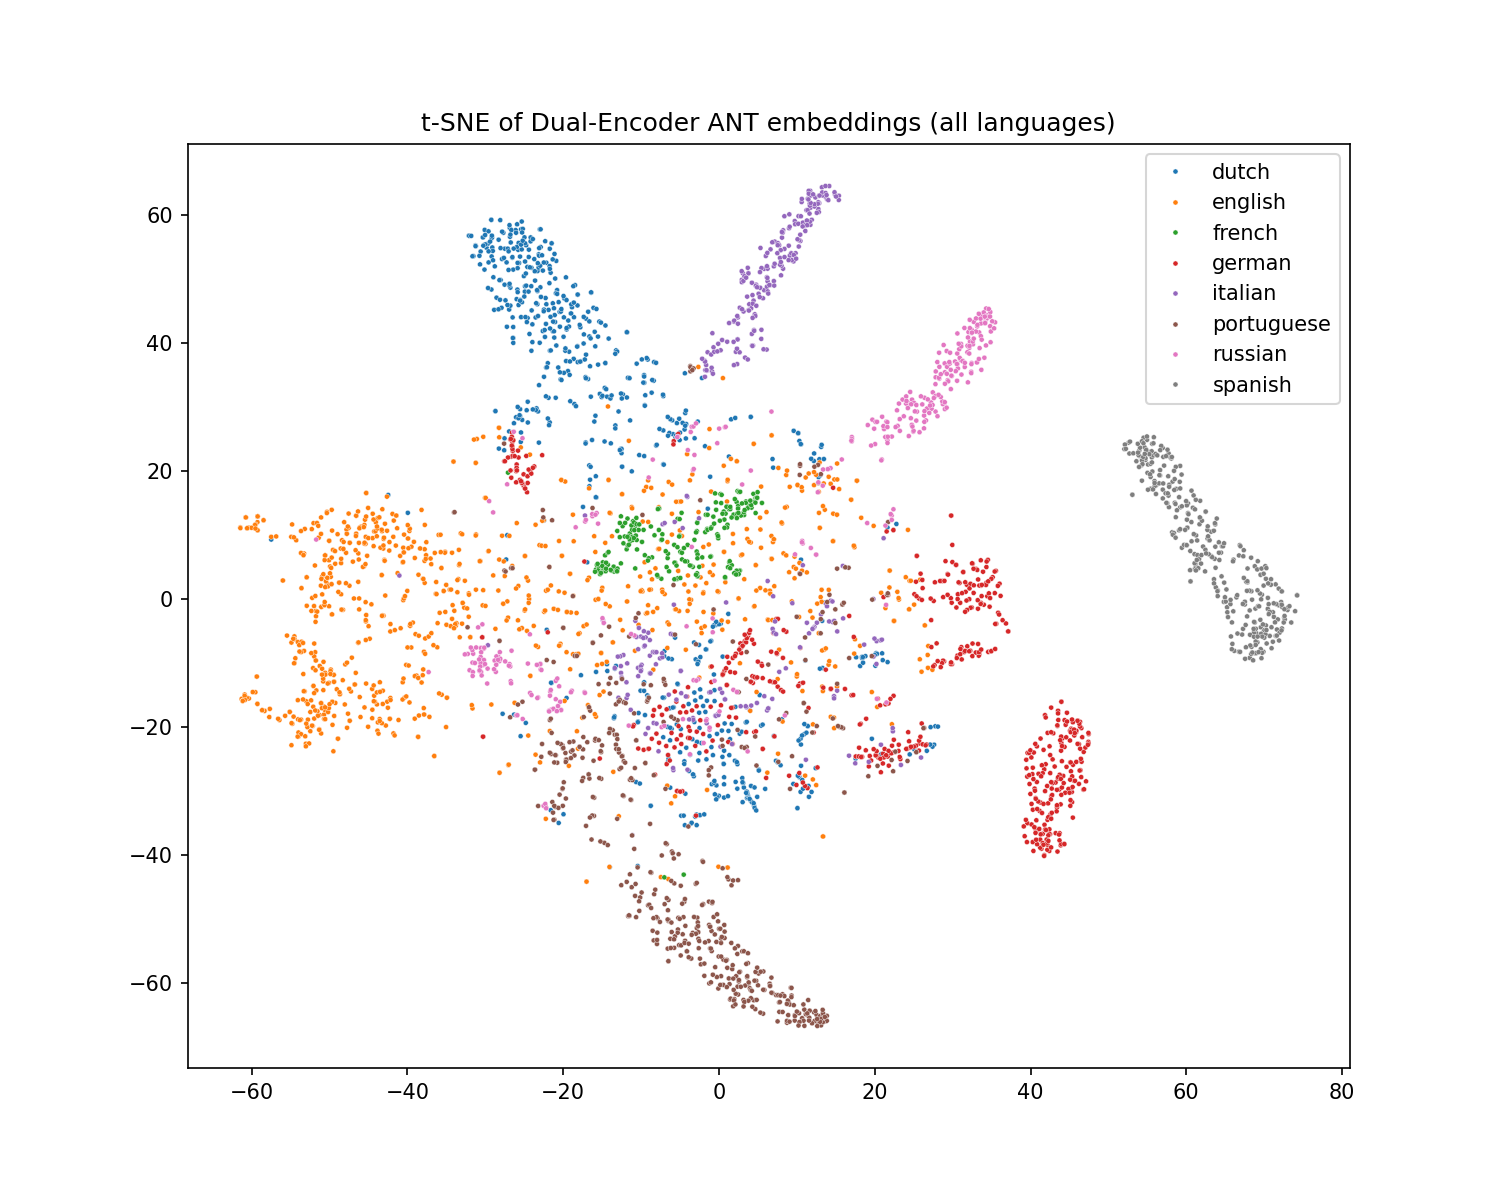 t-SNE of Dual-Encoder ANT embeddings (all languages)
dutch
english
french
german
italian
portuguese
russian
spanish
60
40
20
0
−20
−40
−60
−60 −40 −20 0 20 40 60 80